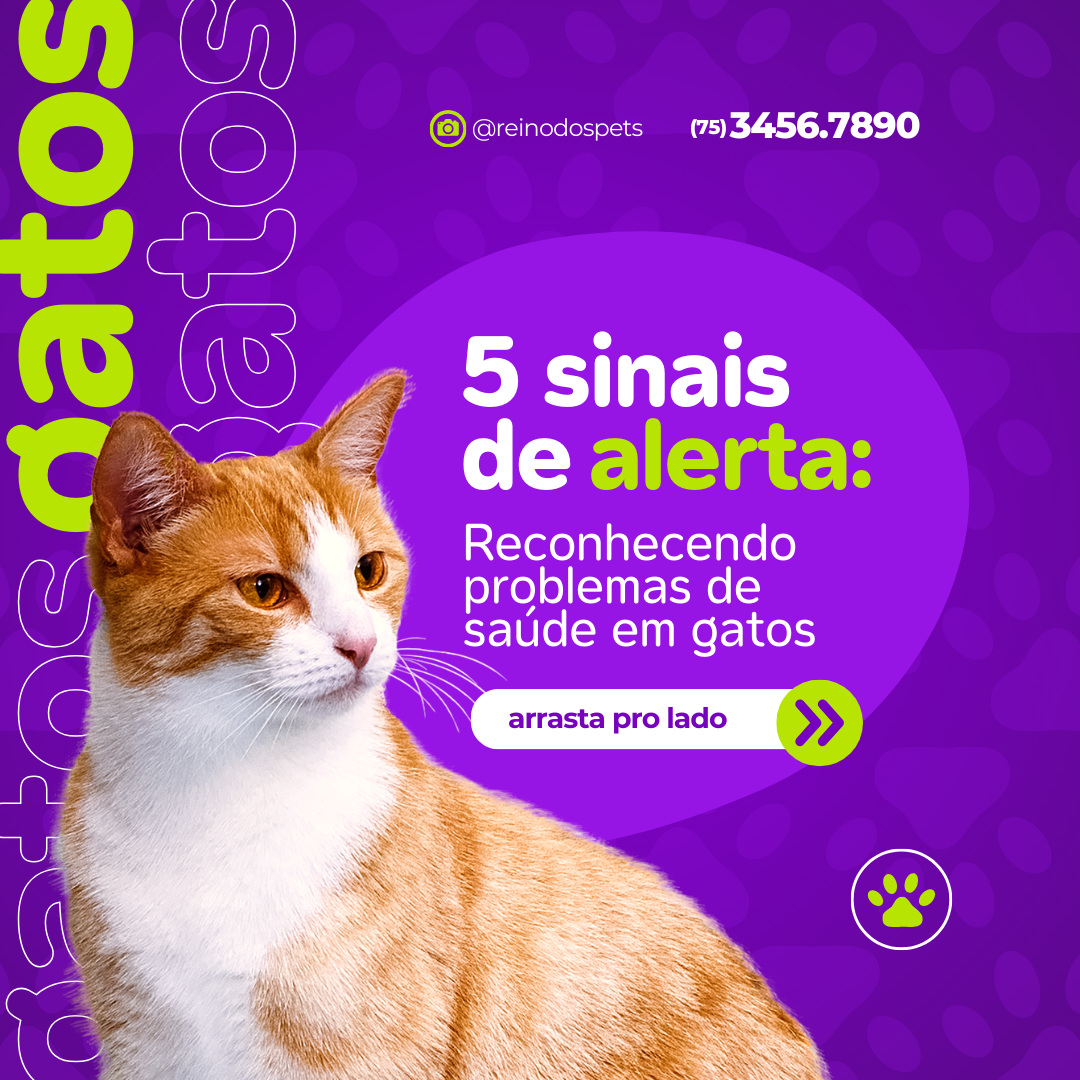 gatos
gatos
gatos
@reinodospets
(75) 3456.7890
5 sinais
de alerta:
Reconhecendo
problemas de
saúde em gatos
arrasta pro lado